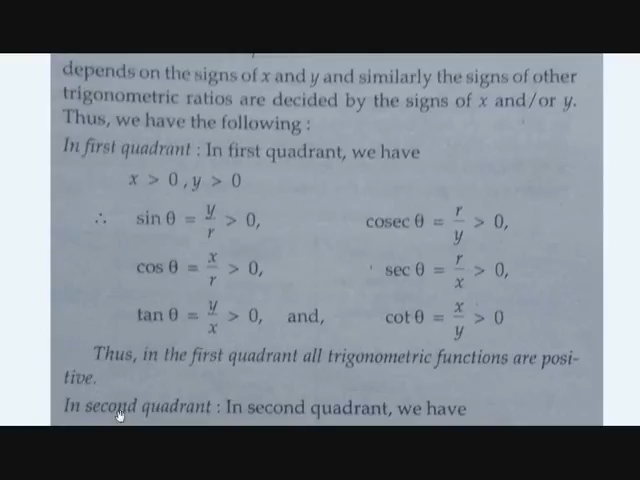 depends on the signs of x and y and similarly the signs of other
trigonometric ratios are decided by the signs of x and/or y.
Thus, we have the following :
In first quadrant : In first quadrant, we have
x > 0 , y > 0
∴ sin θ = y/r > 0, cosec θ = r/y > 0,
cos θ = x/r > 0, sec θ = r/x > 0,
tan θ = y/x > 0, and, cot θ = x/y > 0
Thus, in the first quadrant all trigonometric functions are posi-
tive.
In second quadrant : In second quadrant, we have